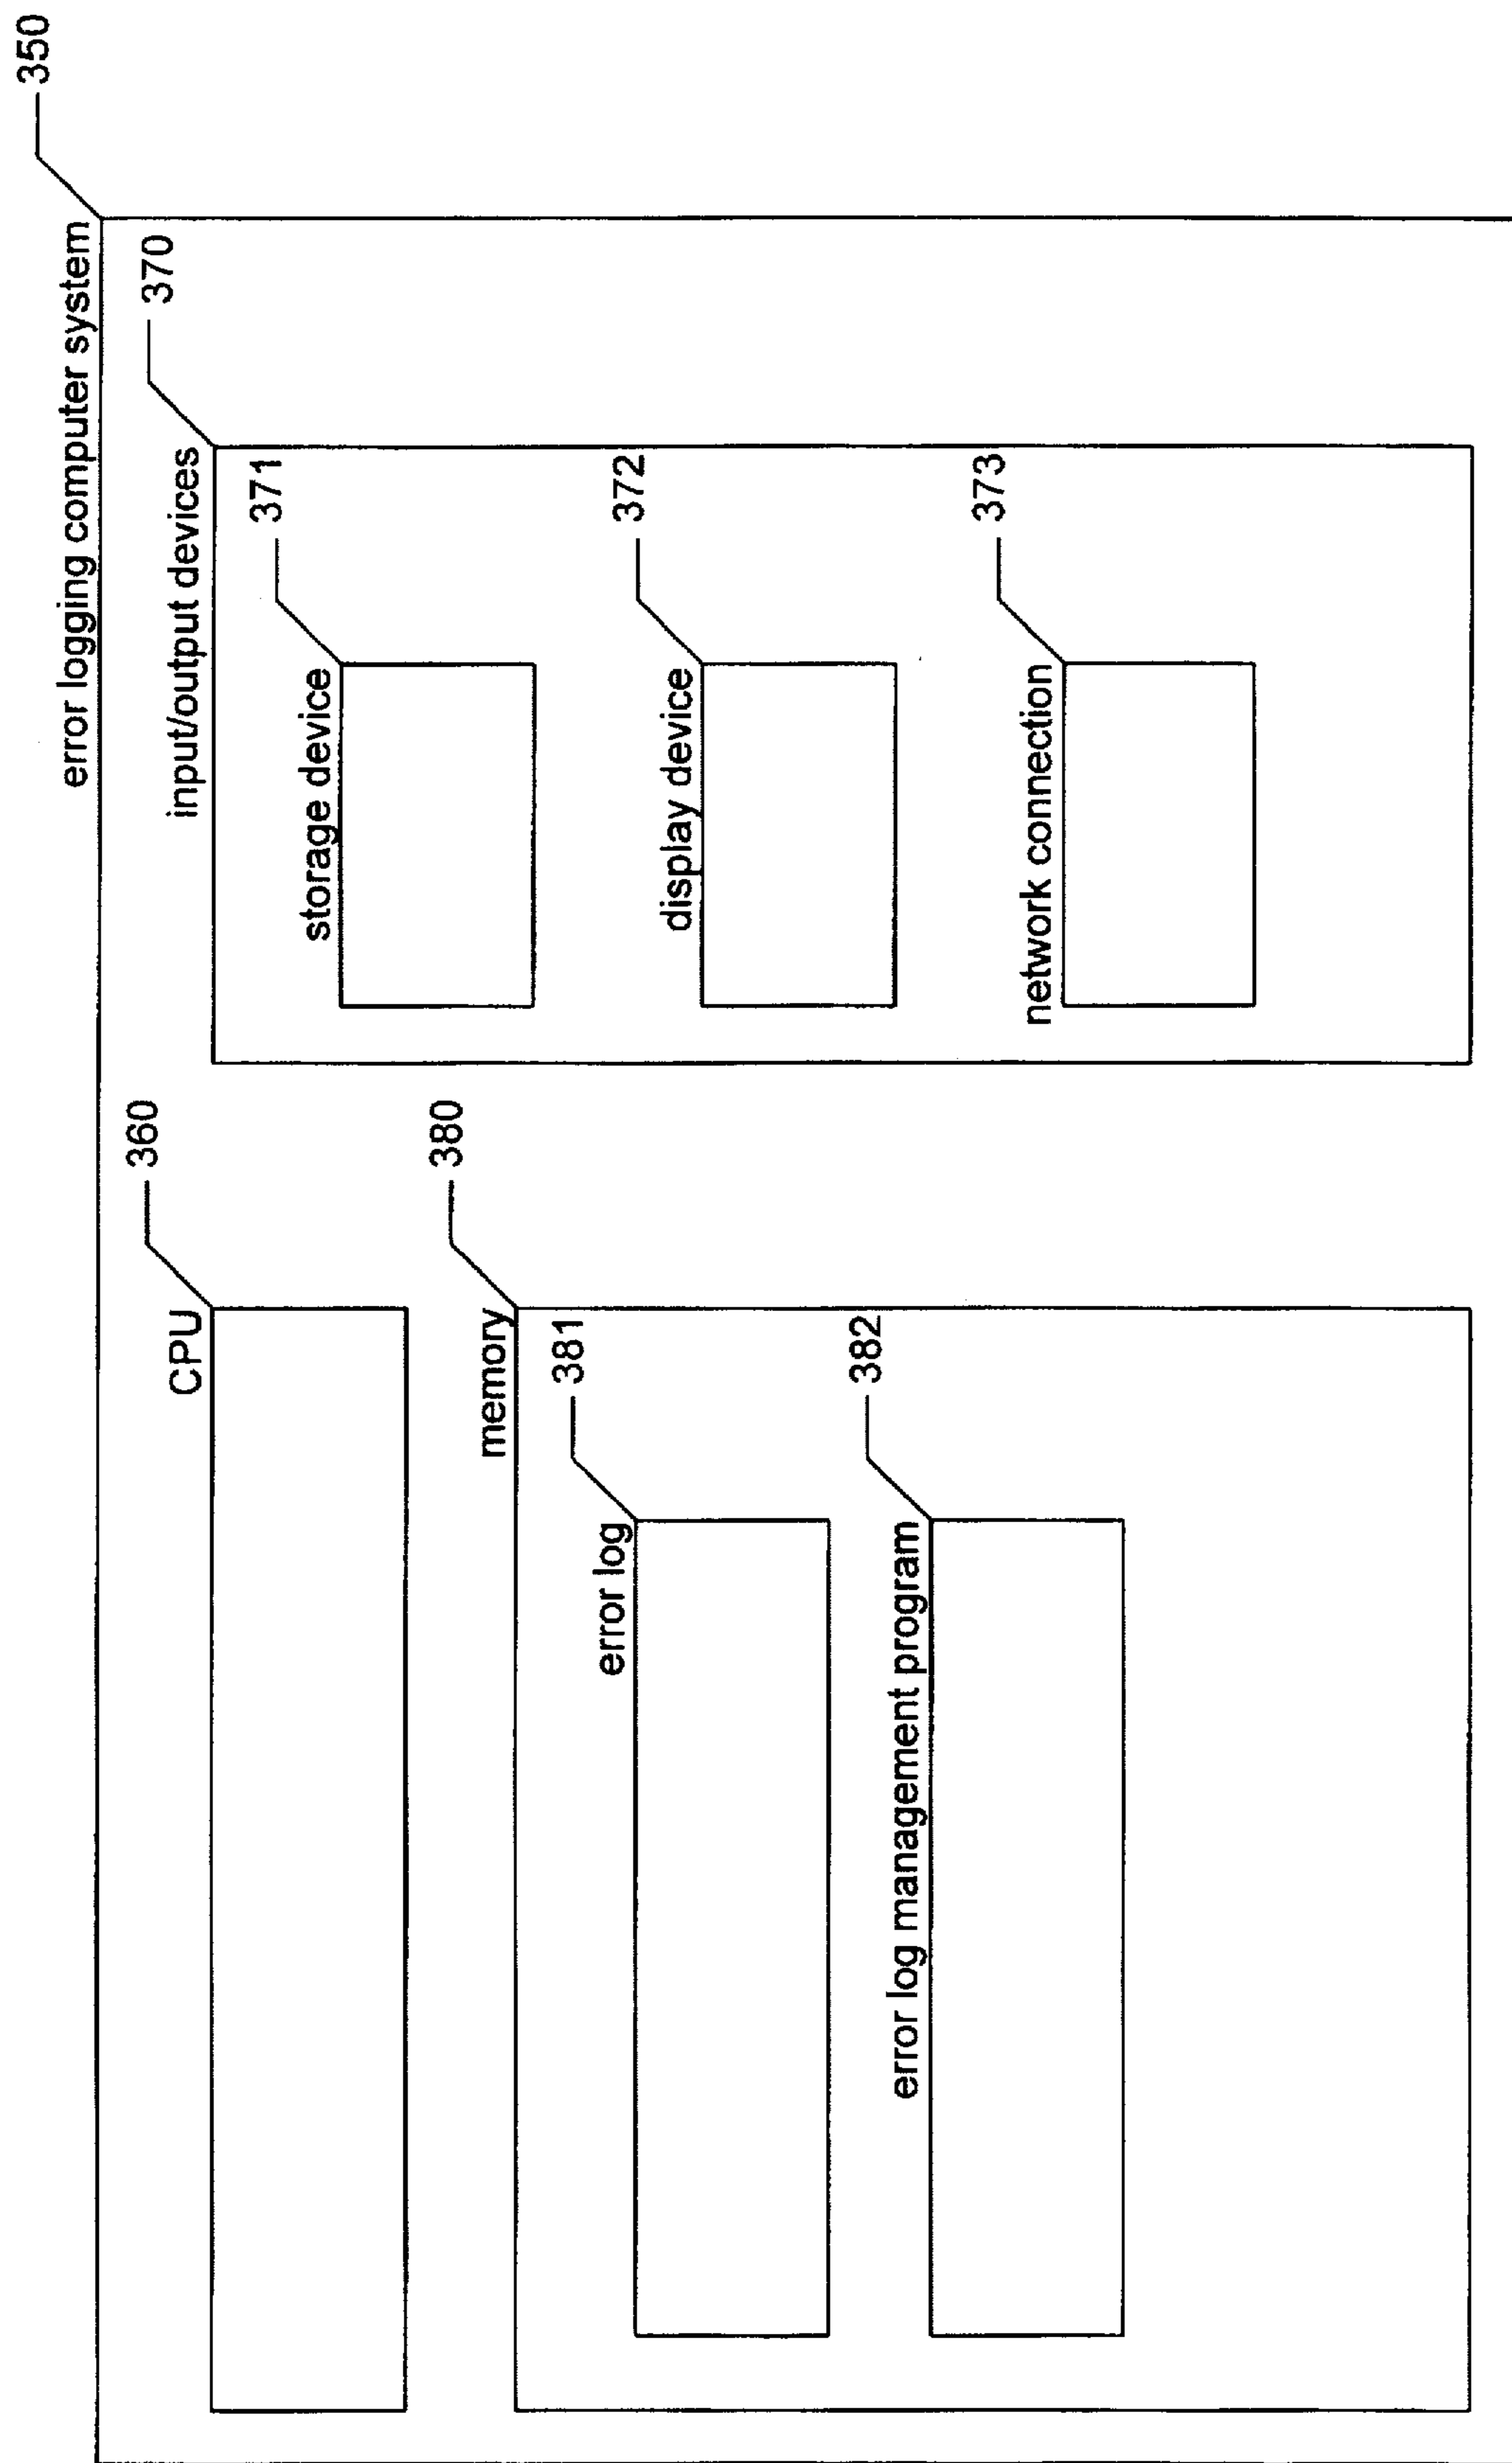 error logging computer system
350
CPU
360
input/output devices
370
memory
380
storage device
371
error log
381
display device
372
error log management program
382
network connection
373